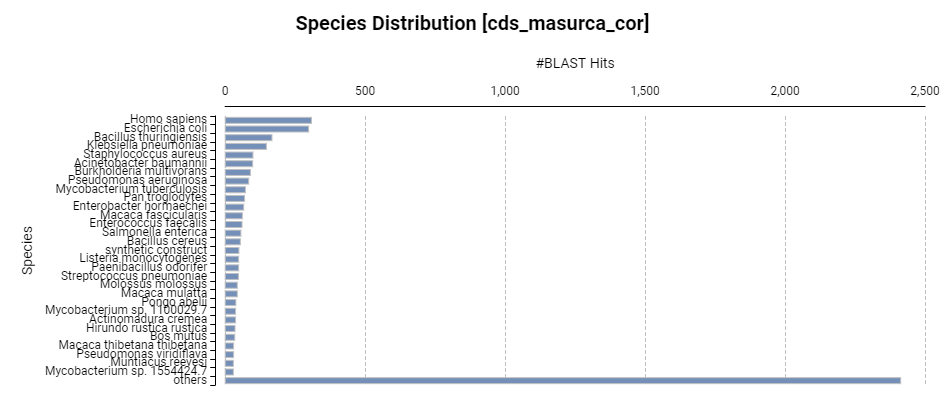 Species Distribution [cds_masurca_cor]
#BLAST Hits
0 500 1,000 1,500 2,000 2,500
Species
Homo sapiens
Escherichia coli
Bacillus thuringiensis
Klebsiella pneumoniae
Staphylococcus aureus
Acinetobacter baumannii
Burkholderia multivorans
Pseudomonas aeruginosa
Mycobacterium tuberculosis
Pan troglodytes
Enterobacter hormaechei
Macaca fascicularis
Enterococcus faecalis
Salmonella enterica
Bacillus cereus
synthetic construct
Listeria monocytogenes
Paenibacillus odorifer
Streptococcus pneumoniae
Molossus molossus
Macaca mulatta
Pongo abelii
Mycobacterium sp. 1100029.7
Actinomadura cremea
Hirundo rustica rustica
Bos mutus
Macaca thibetana thibetana
Pseudomonas viridiflava
Muntiacus reevesi
Mycobacterium sp. 1554424.7
others